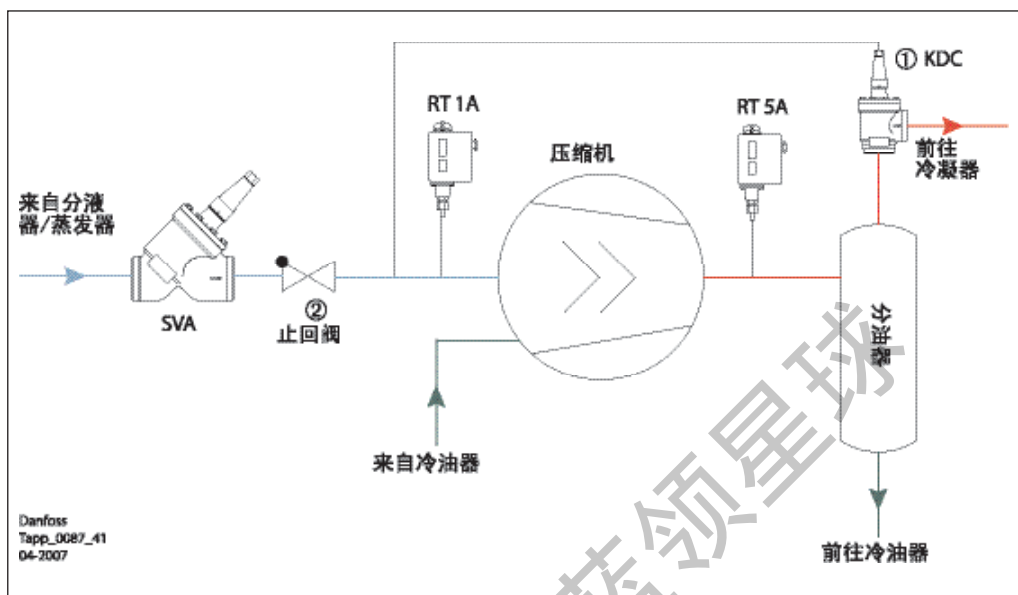 ① KDC
RT 1A
RT 5A
压缩机
前往
冷凝器
来自分液
器/蒸发器
SVA
②
止回阀
分油器
来自冷油器
前往冷油器
Danfoss
Tapp_0087_41
04-2007
蓝领星球